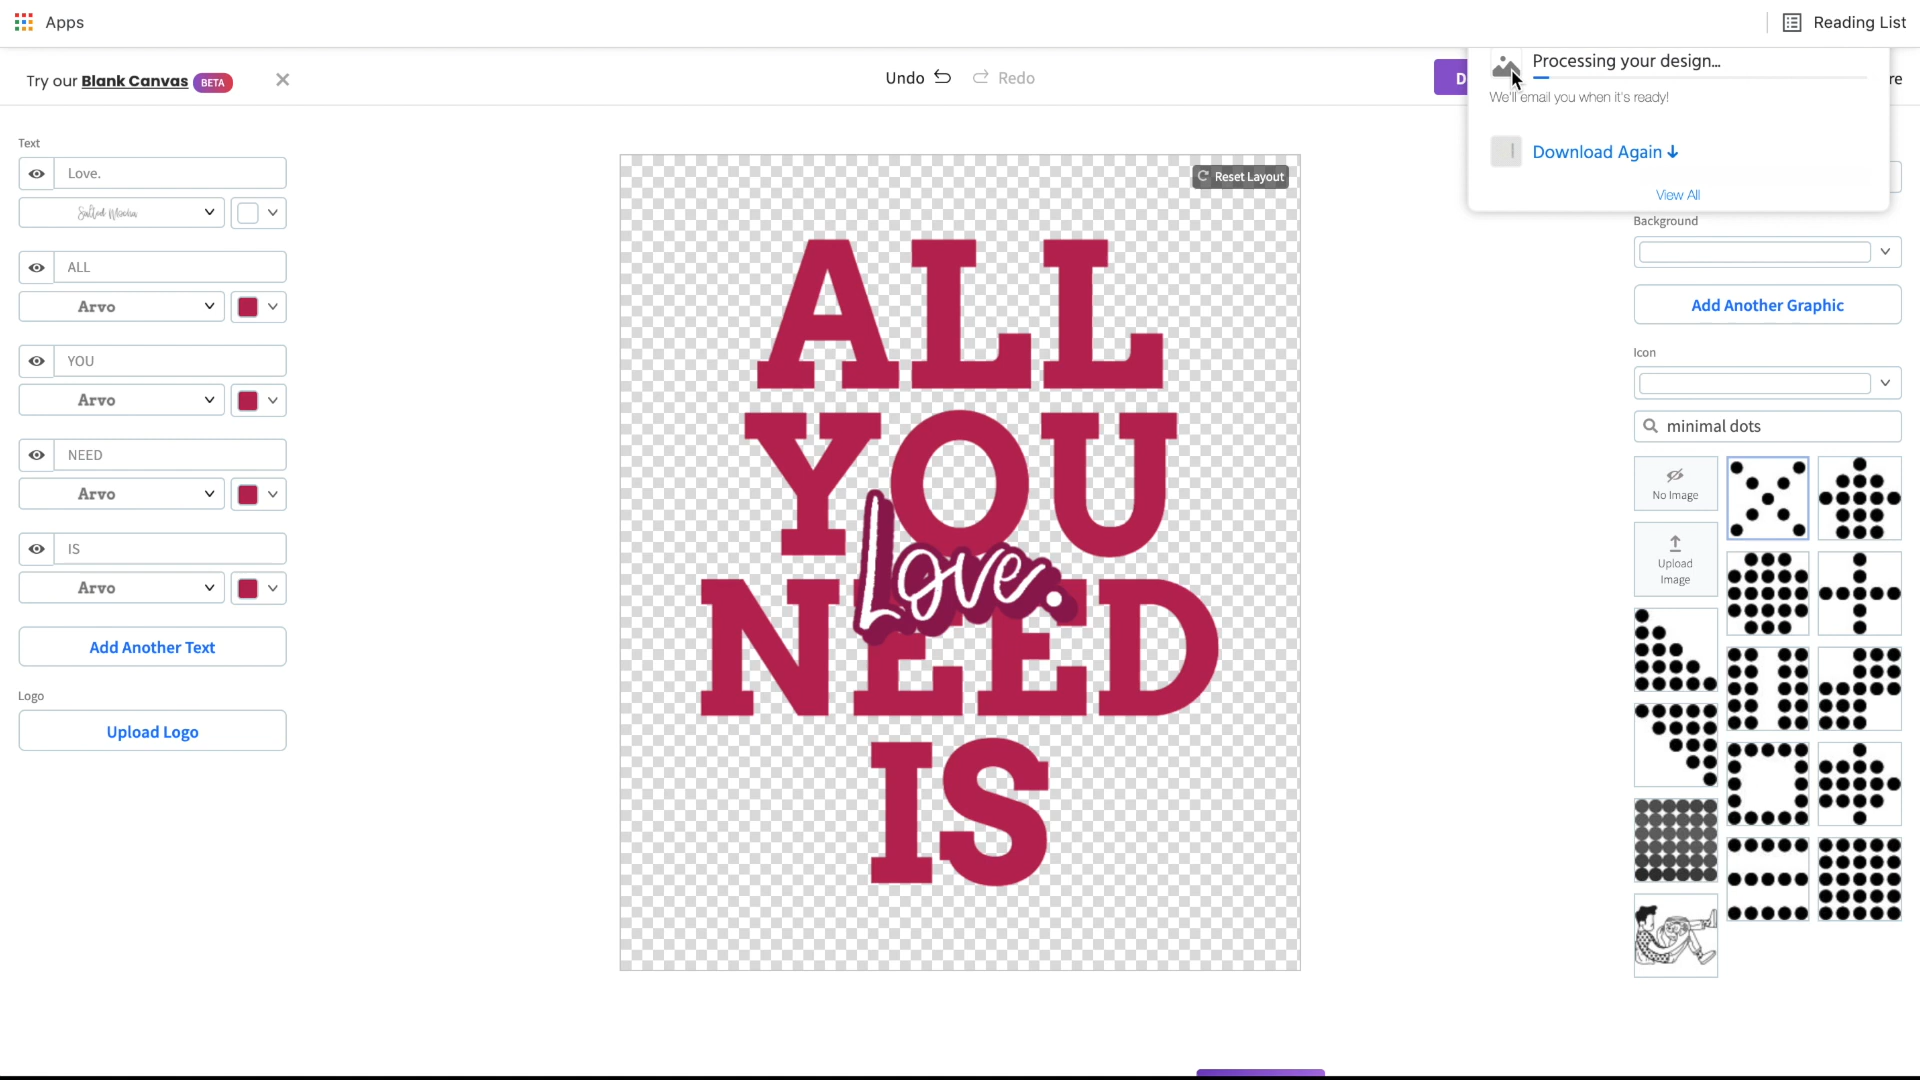 Apps
Reading List
Try our Blank Canvas BETA
Undo
Redo
Processing your design...
We'll email you when it's ready!
Download Again
View All
Text
Love.
Salted Mocha
ALL
Arvo
YOU
Arvo
NEED
Arvo
IS
Arvo
Add Another Text
Logo
Upload Logo
Reset Layout
ALL
YOU
Love.
NEED
IS
Background
Add Another Graphic
Icon
minimal dots
No Image
Upload
Image